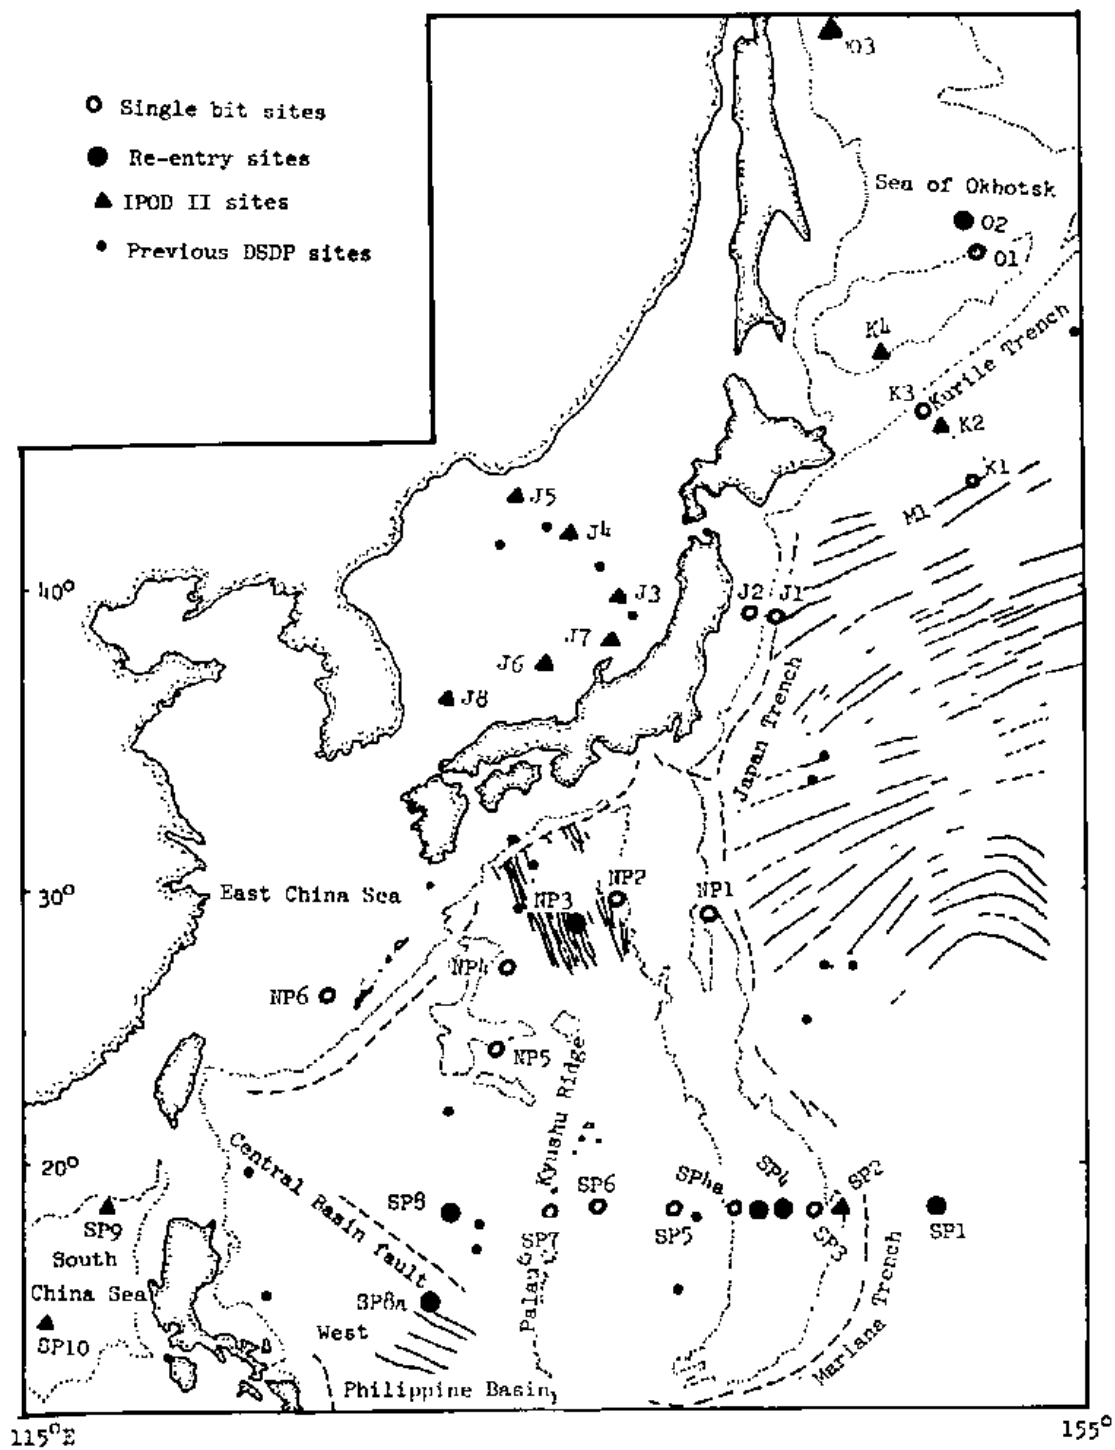 Single bit sites
Re-entry sites
IPOD II sites
Previous DSDP sites
O3
Sea of Okhotsk
O2
O1
K4
Kurile Trench
K3
K2
K1
M1
J5
J4
40°
J3
J2 J1
J7
J6
J8
Japan Trench
30°
East China Sea
NP3
NP2
NP1
NP4
NP6
NP5
Kyushu Ridge
20°
Central Basin fault
SP8
SP6
SP4a
SP4
SP2
SP9
SP7
SP5
SP3
SP1
South
China Sea
Palau
SP8a
SP10
West
Philippine Basin
Mariana Trench
115°E
155°